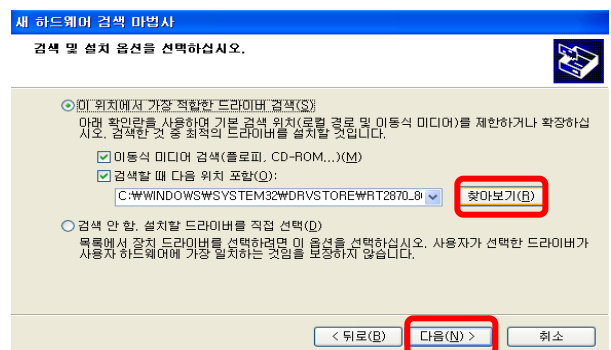 새 하드웨어 검색 마법사
검색 및 설치 옵션을 선택하십시오.
이 위치에서 가장 적합한 드라이버 검색(S)
아래 확인란을 사용하여 기본 검색 위치(로컬 경로 및 이동식 미디어)를 제한하거나 확장하십
시오. 검색한 것 중 최적의 드라이버를 설치할 것입니다.
이동식 미디어 검색(플로피, CD-ROM...)(M)
검색할 때 다음 위치 포함(O):
C:₩WINDOWS₩SYSTEM32₩DRVSTORE₩RT2870_8
찾아보기(R)
검색 안 함. 설치할 드라이버를 직접 선택(D)
목록에서 장치 드라이버를 선택하려면 이 옵션을 선택하십시오. 사용자가 선택한 드라이버가
사용자 하드웨어에 가장 일치하는 것임을 보장하지 않습니다.
< 뒤로(B) 다음(N) > 취소